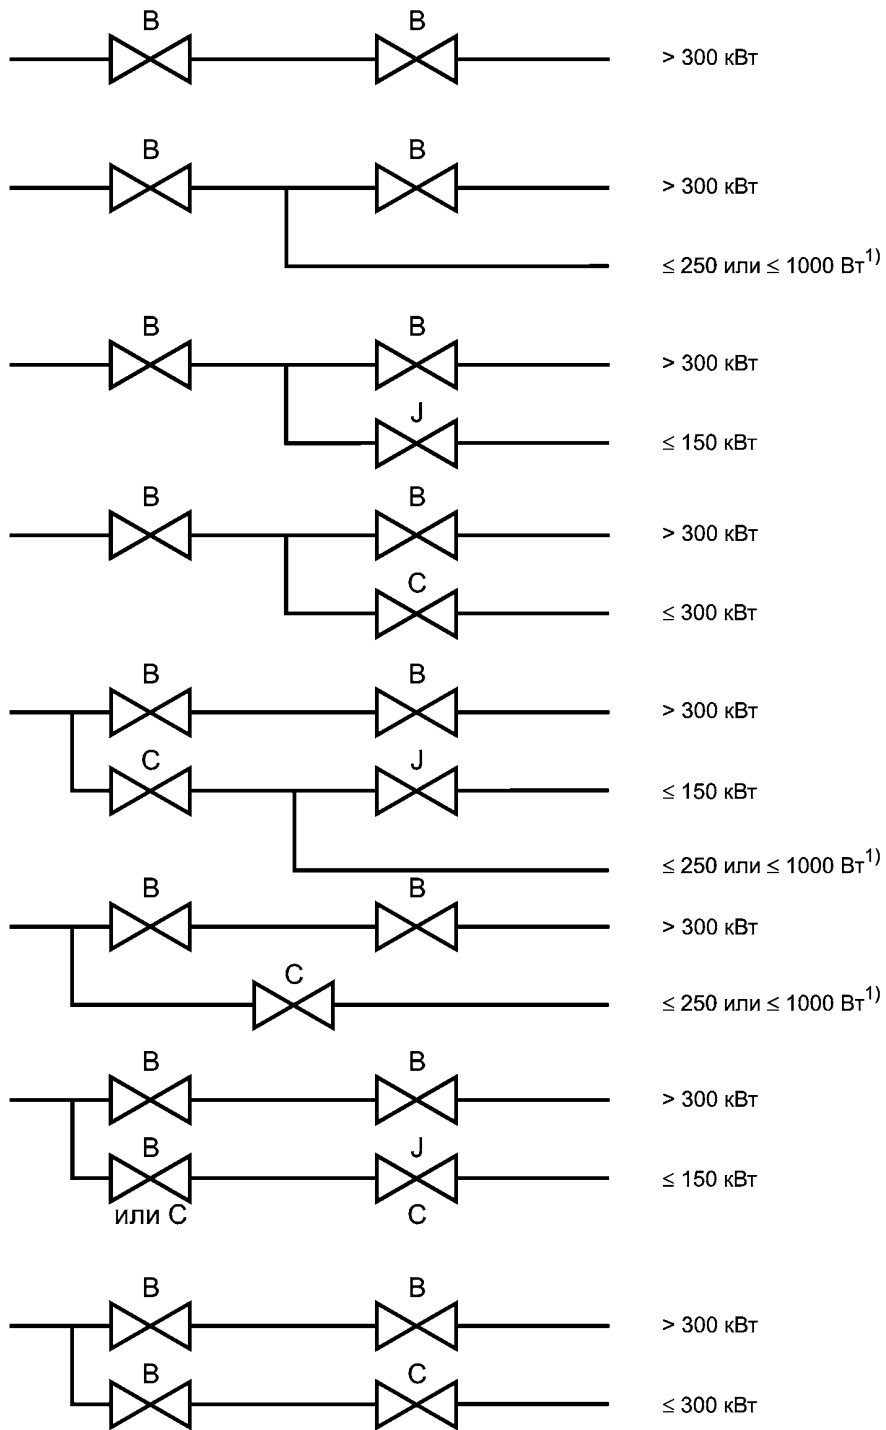 B B > 300 кВт
B B > 300 кВт
≤ 250 или ≤ 1000 Вт1)
B B > 300 кВт
J ≤ 150 кВт
B B > 300 кВт
C ≤ 300 кВт
B B > 300 кВт
C J ≤ 150 кВт
≤ 250 или ≤ 1000 Вт1)
B B > 300 кВт
C ≤ 250 или ≤ 1000 Вт1)
B B > 300 кВт
B J ≤ 150 кВт
или C C
B B > 300 кВт
B C ≤ 300 кВт